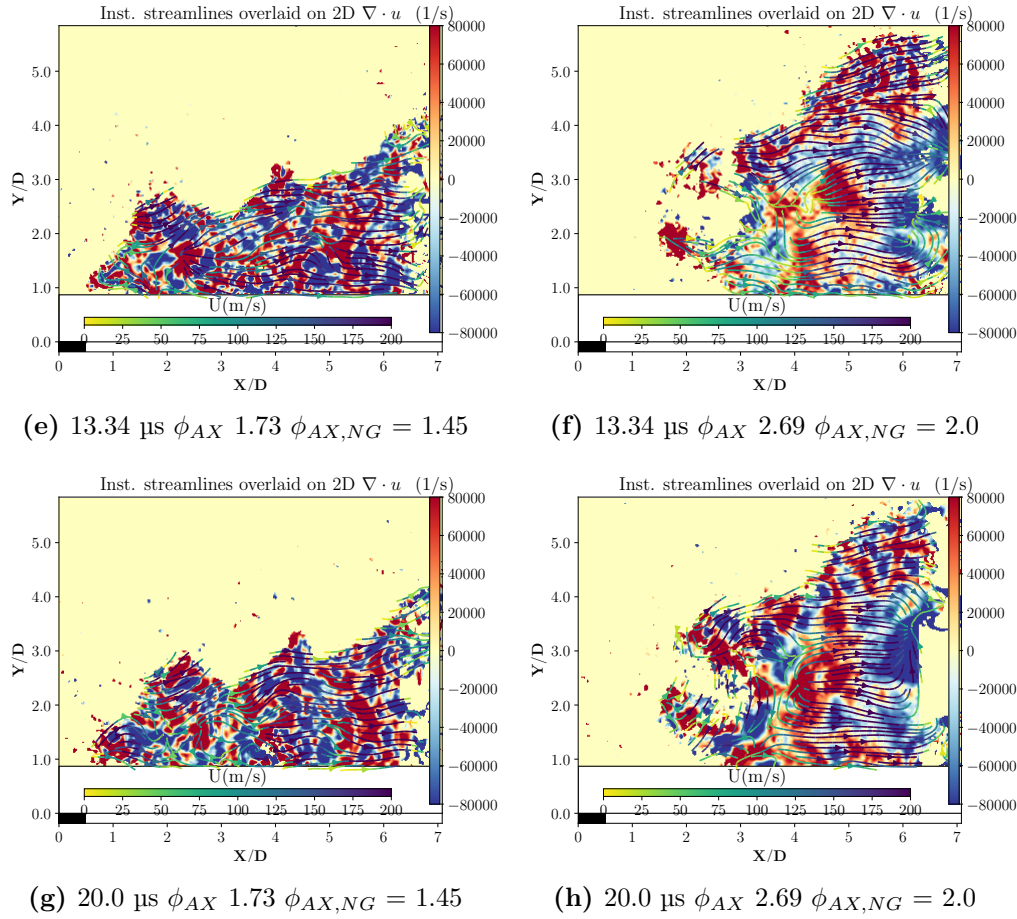 Inst. streamlines overlaid on 2D ∇ · u (1/s)
80000
60000
40000
20000
0
−20000
−40000
−60000
−80000
5.0
4.0
3.0
2.0
1.0
0.0
Y/D
U(m/s)
0 25 50 75 100 125 150 175 200
0 1 2 3 4 5 6 7
X/D
(e) 13.34 µs ϕAX 1.73 ϕAX,NG = 1.45
Inst. streamlines overlaid on 2D ∇ · u (1/s)
80000
60000
40000
20000
0
−20000
−40000
−60000
−80000
5.0
4.0
3.0
2.0
1.0
0.0
Y/D
U(m/s)
0 25 50 75 100 125 150 175 200
0 1 2 3 4 5 6 7
X/D
(f) 13.34 µs ϕAX 2.69 ϕAX,NG = 2.0
Inst. streamlines overlaid on 2D ∇ · u (1/s)
80000
60000
40000
20000
0
−20000
−40000
−60000
−80000
5.0
4.0
3.0
2.0
1.0
0.0
Y/D
U(m/s)
0 25 50 75 100 125 150 175 200
0 1 2 3 4 5 6 7
X/D
(g) 20.0 µs ϕAX 1.73 ϕAX,NG = 1.45
Inst. streamlines overlaid on 2D ∇ · u (1/s)
80000
60000
40000
20000
0
−20000
−40000
−60000
−80000
5.0
4.0
3.0
2.0
1.0
0.0
Y/D
U(m/s)
0 25 50 75 100 125 150 175 200
0 1 2 3 4 5 6 7
X/D
(h) 20.0 µs ϕAX 2.69 ϕAX,NG = 2.0